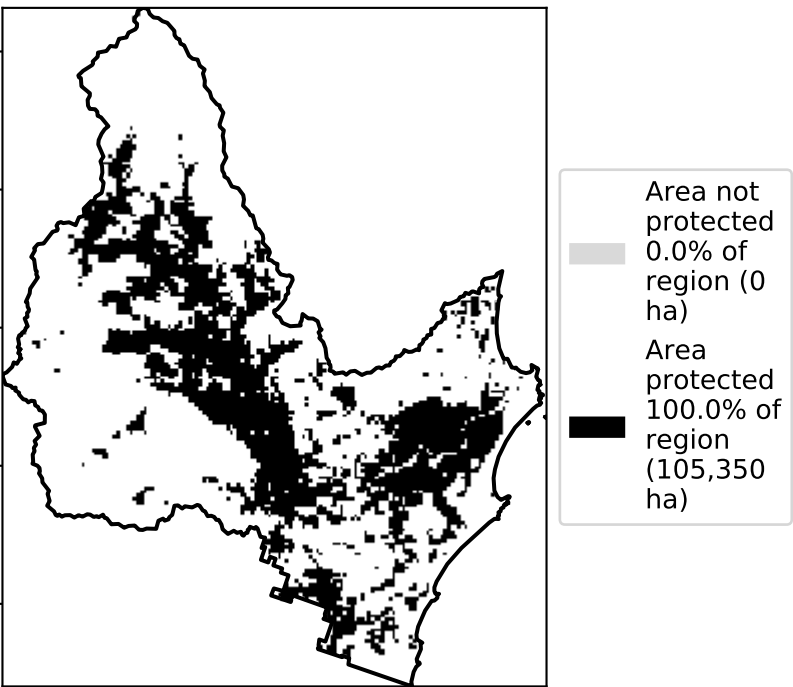 Area not
protected
0.0% of
region (0
ha)
Area
protected
100.0% of
region
(105,350
ha)